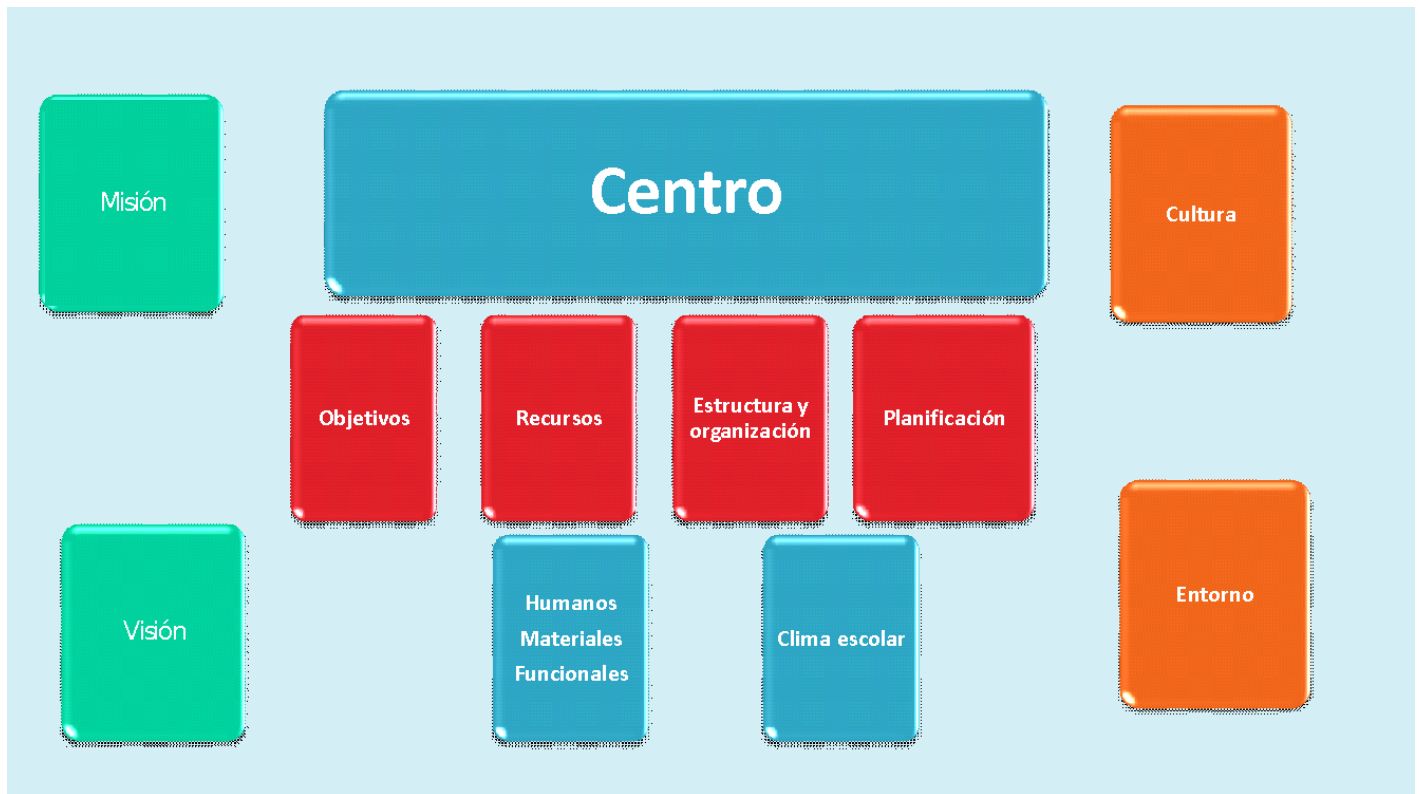 Misión
Centro
Cultura
Objetivos
Recursos
Estructura y
organización
Planificación
Visión
Humanos
Materiales
Funcionales
Clima escolar
Entorno